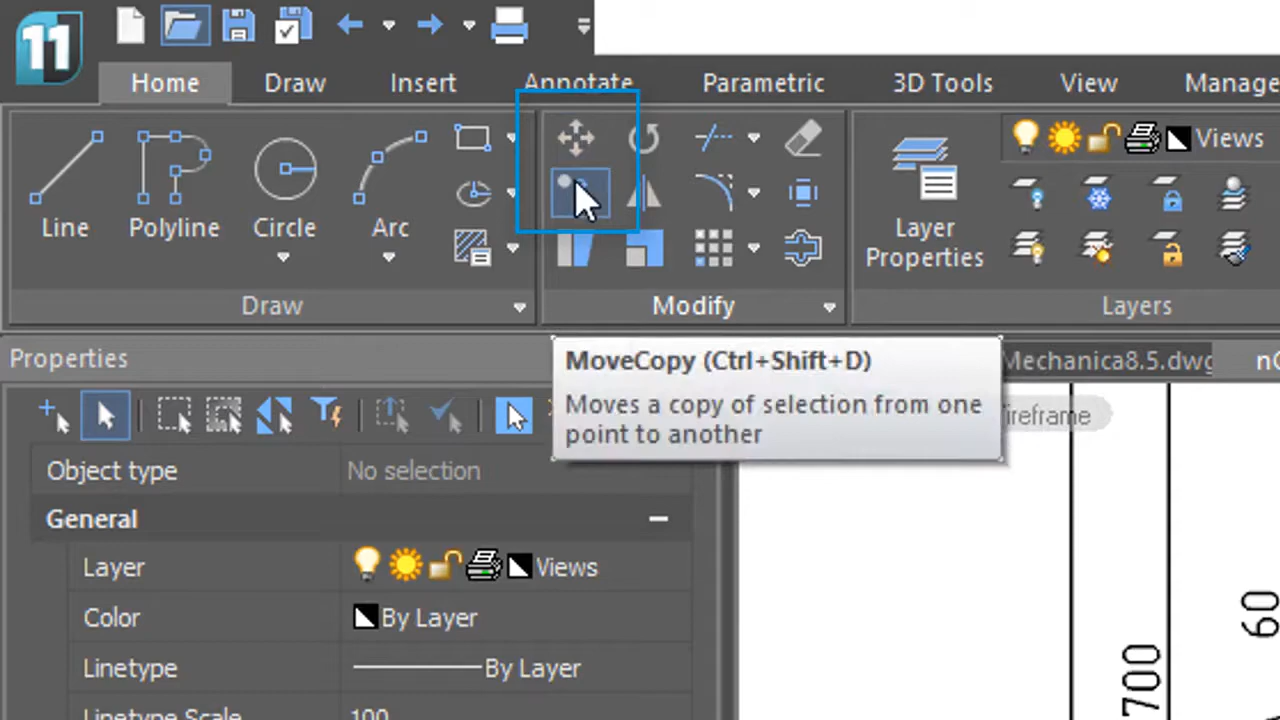 11
Home Draw Insert Annotate Parametric 3D Tools View Manage
Views
Line Polyline Circle Arc Layer
Properties
Draw Modify Layers
Properties
MoveCopy (Ctrl+Shift+D)
Moves a copy of selection from one
point to another
Mechanica8.5.dwg
ireframe
Object type No selection
General
Layer Views
Color By Layer
Linetype By Layer
Linetype Scale 100
60
700